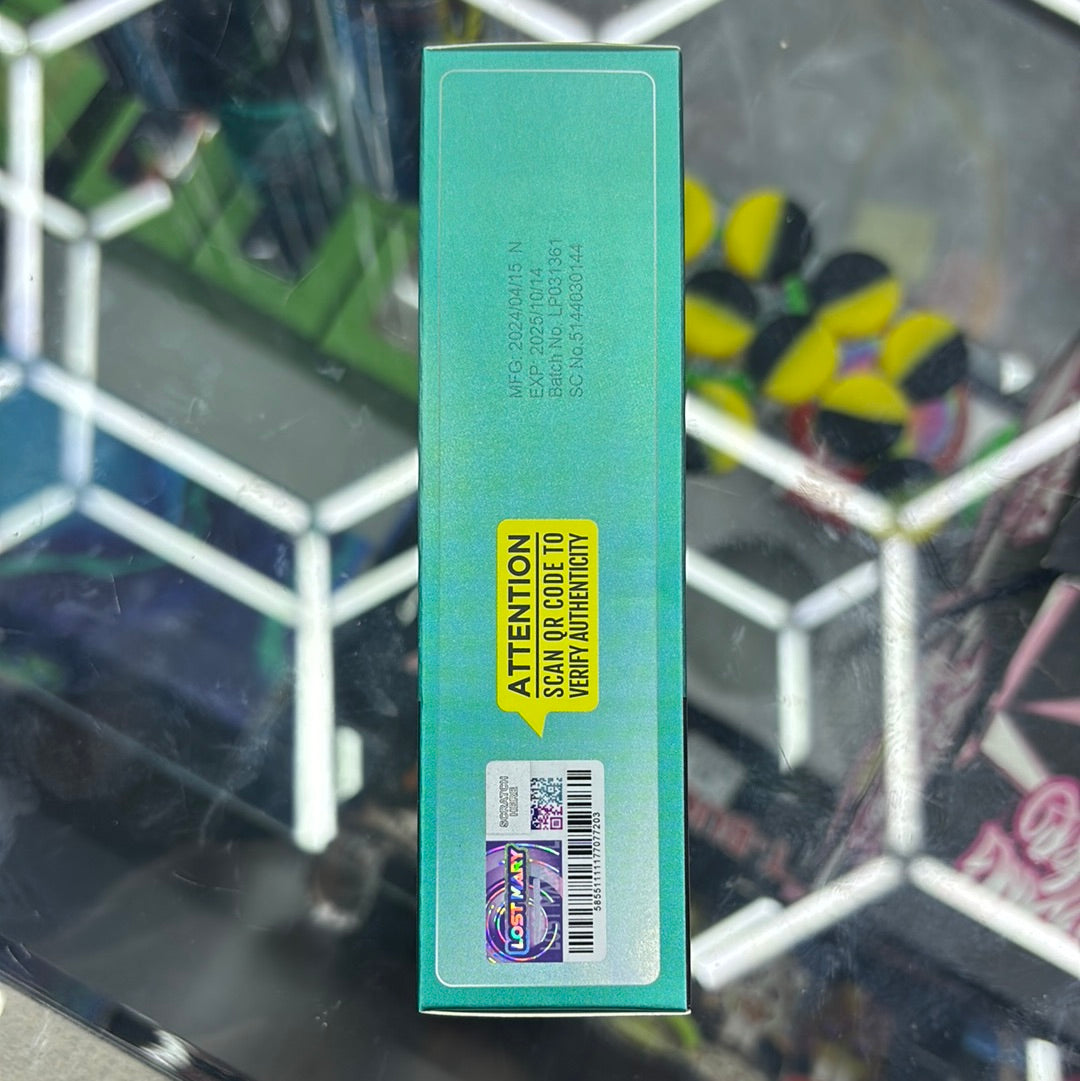 MFG: 2024/04/15 N
EXP: 2025/10/14
Batch No. LP031361
SC No.5144030144
ATTENTION
SCAN QR CODE TO
VERIFY AUTHENTICITY
SCRATCH
HERE
LOST MARY
5855111177077203